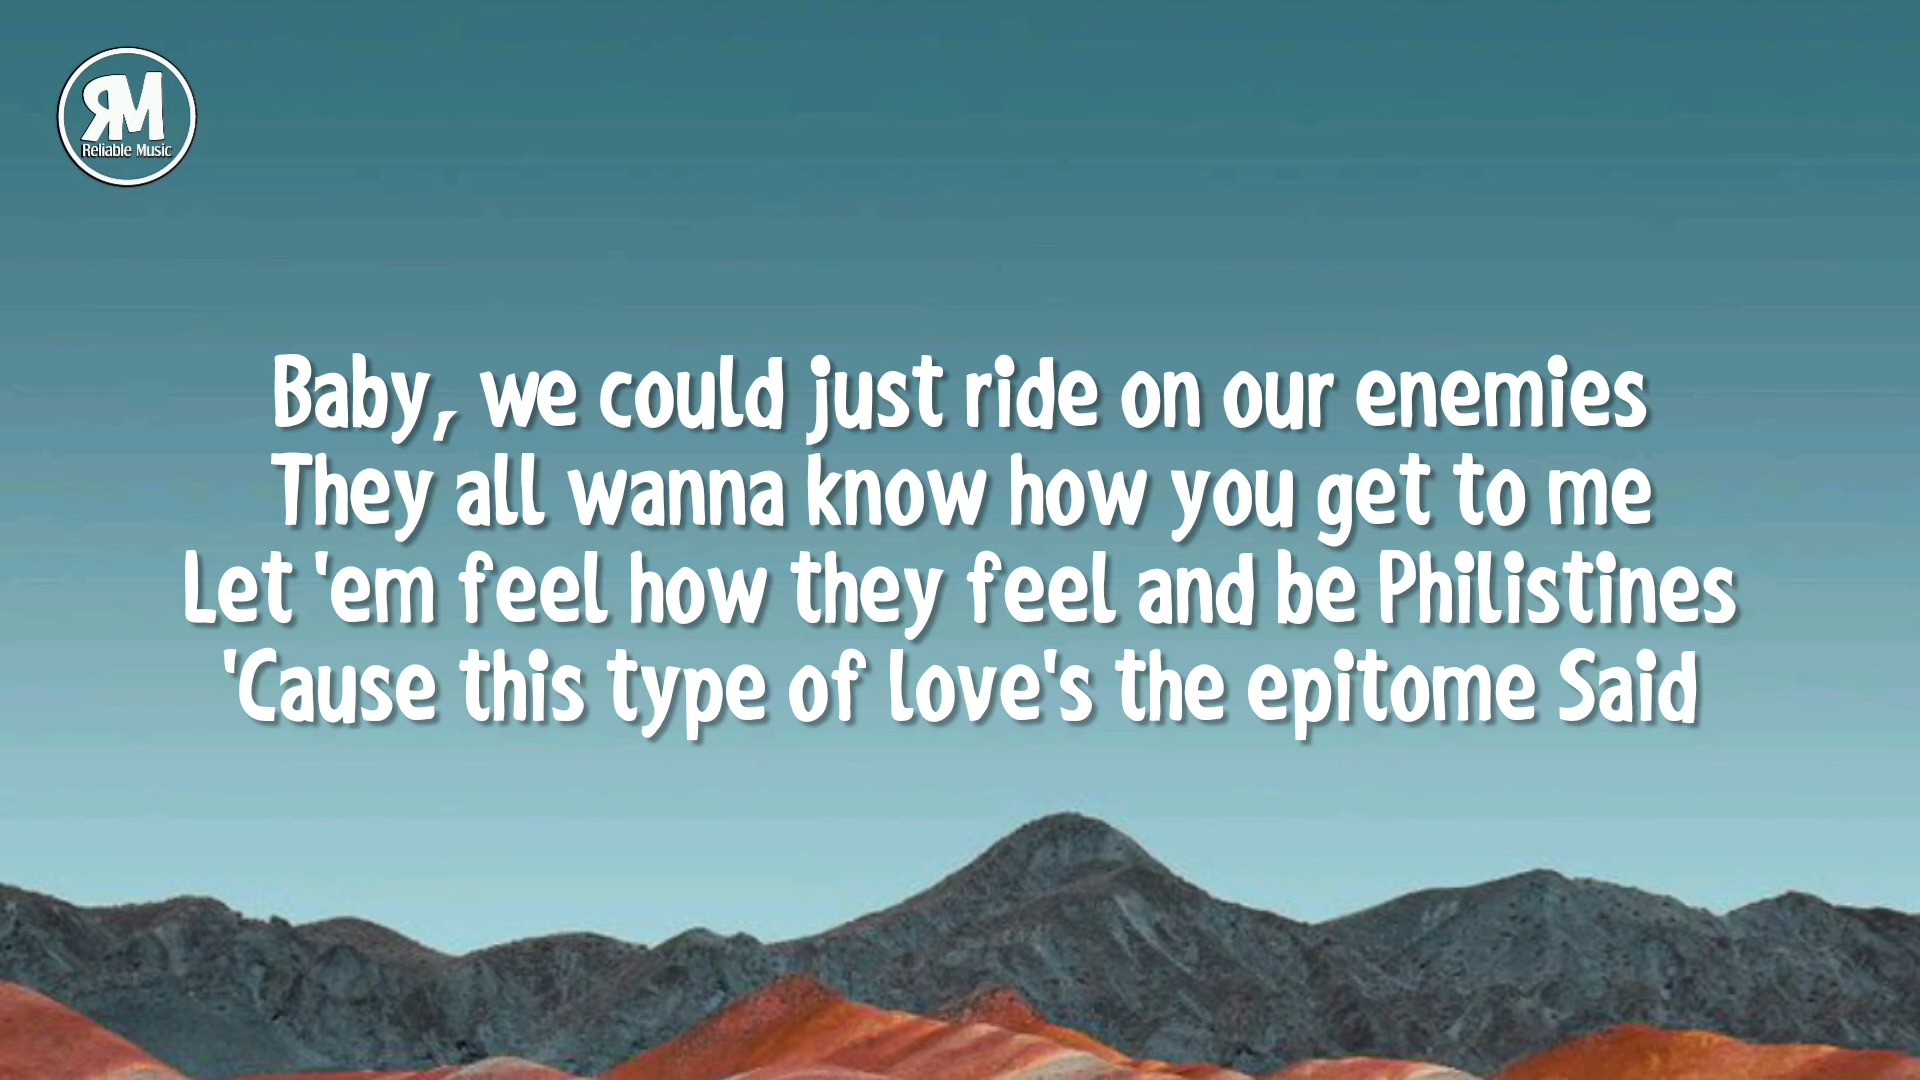 RM
Reliable Music
Baby, we could just ride on our enemies
They all wanna know how you get to me
Let 'em feel how they feel and be Philistines
'Cause this type of love's the epitome Said